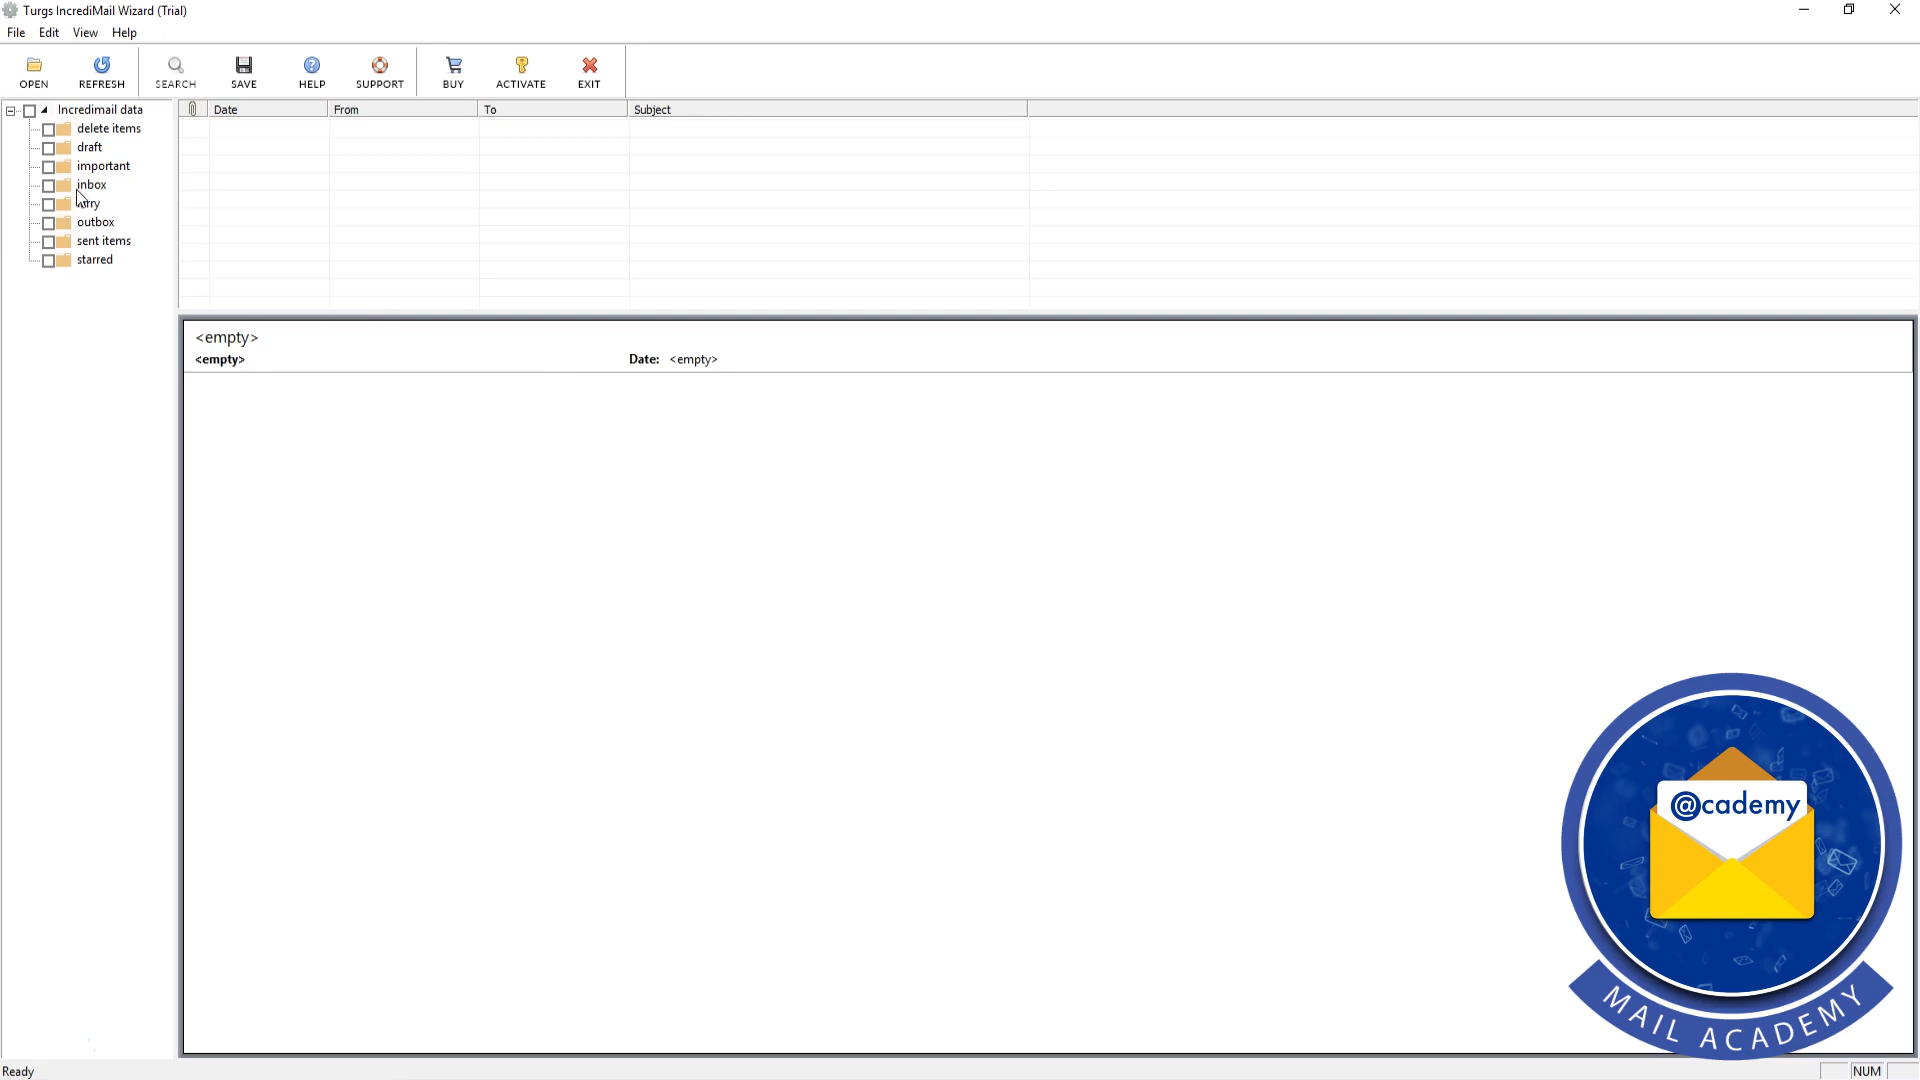 Turgs IncrediMail Wizard (Trial)
File Edit View Help
OPEN REFRESH SEARCH SAVE HELP SUPPORT BUY ACTIVATE EXIT
Incredimail data
delete items
draft
important
inbox
outbox
sent items
starred
Date From To Subject
<empty>
<empty> Date: <empty>
@cademy
MAIL ACADEMY
Ready NUM